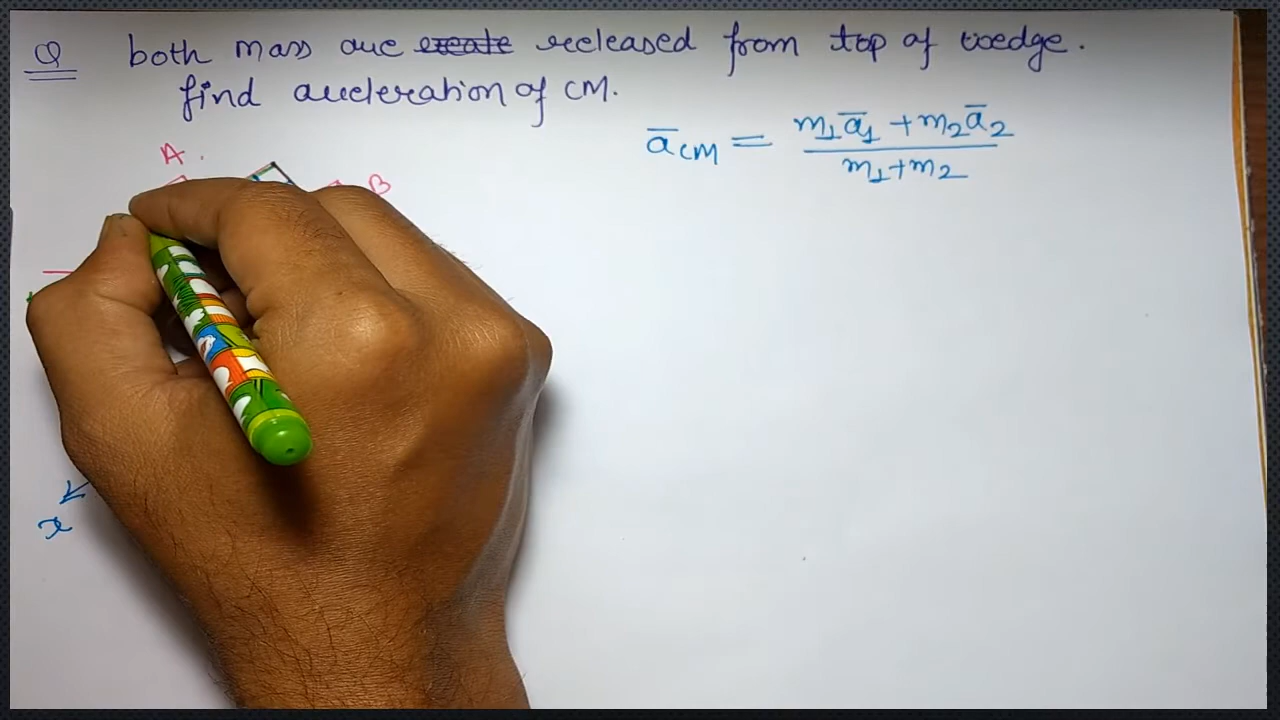 Q both mass are create released from top of wedge.
find accleration of CM.
a̅CM = m1a̅1 + m2a̅2 / m1+m2
A.
B
x